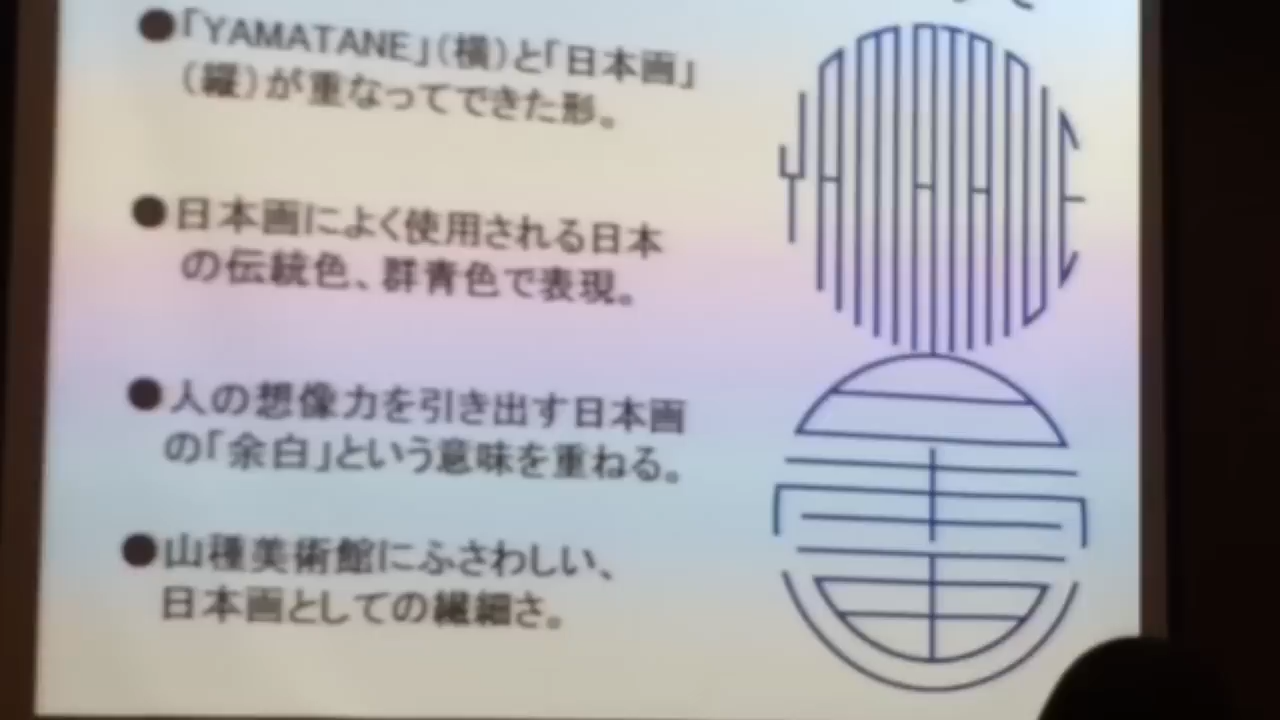 ●「YAMATANE」(横)と「日本画」
(縦)が重なってできた形。
●日本画によく使用される日本
の伝統色、群青色で表現。
●人の想像力を引き出す日本画
の「余白」という意味を重ねる。
●山種美術館にふさわしい、
日本画としての繊細さ。
YAMATANE